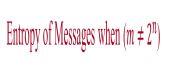 Entropy of Messages when (m ≠ 2ⁿ)